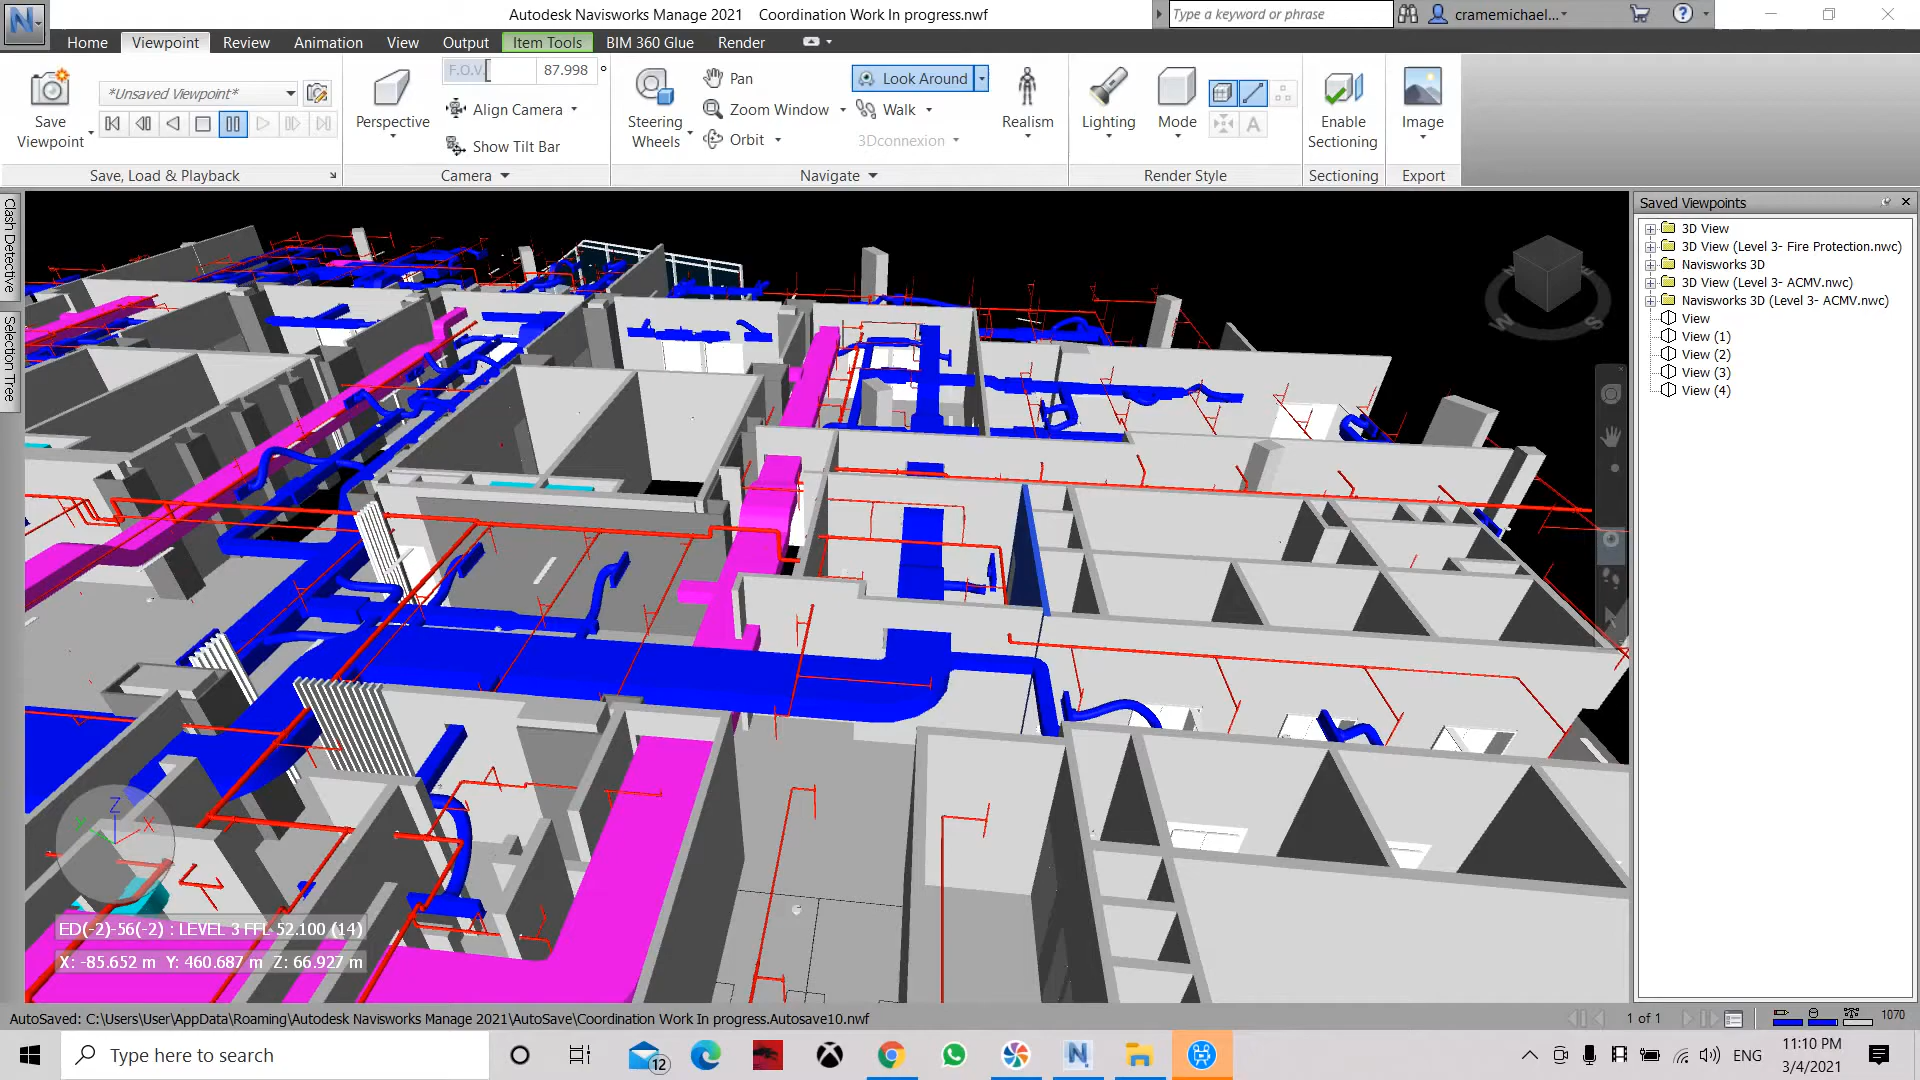 Autodesk Navisworks Manage 2021 Coordination Work In progress.nwf
Type a keyword or phrase
cramemichael...
Home Viewpoint Review Animation View Output Item Tools BIM 360 Glue Render
Save Viewpoint
*Unsaved Viewpoint*
Save, Load & Playback
Perspective
F.O.V. 87.998 °
Align Camera
Show Tilt Bar
Camera
Steering Wheels
Pan
Zoom Window
Orbit
Look Around
Walk
3Dconnexion
Navigate
Realism
Lighting
Mode
Render Style
Enable Sectioning
Sectioning
Image
Export
Clash Detective
Selection Tree
Saved Viewpoints
3D View
3D View (Level 3- Fire Protection.nwc)
Navisworks 3D
3D View (Level 3- ACMV.nwc)
Navisworks 3D (Level 3- ACMV.nwc)
View
View (1)
View (2)
View (3)
View (4)
W S
Z
Y X
ED(-2)-56(-2) : LEVEL 3 FFL 52.100 (14)
X: -85.652 m Y: 460.687 m Z: 66.927 m
AutoSaved: C:\Users\User\AppData\Roaming\Autodesk Navisworks Manage 2021\AutoSave\Coordination Work In progress.Autosave10.nwf
1 of 1
1070
Type here to search
12
ENG
11:10 PM
3/4/2021